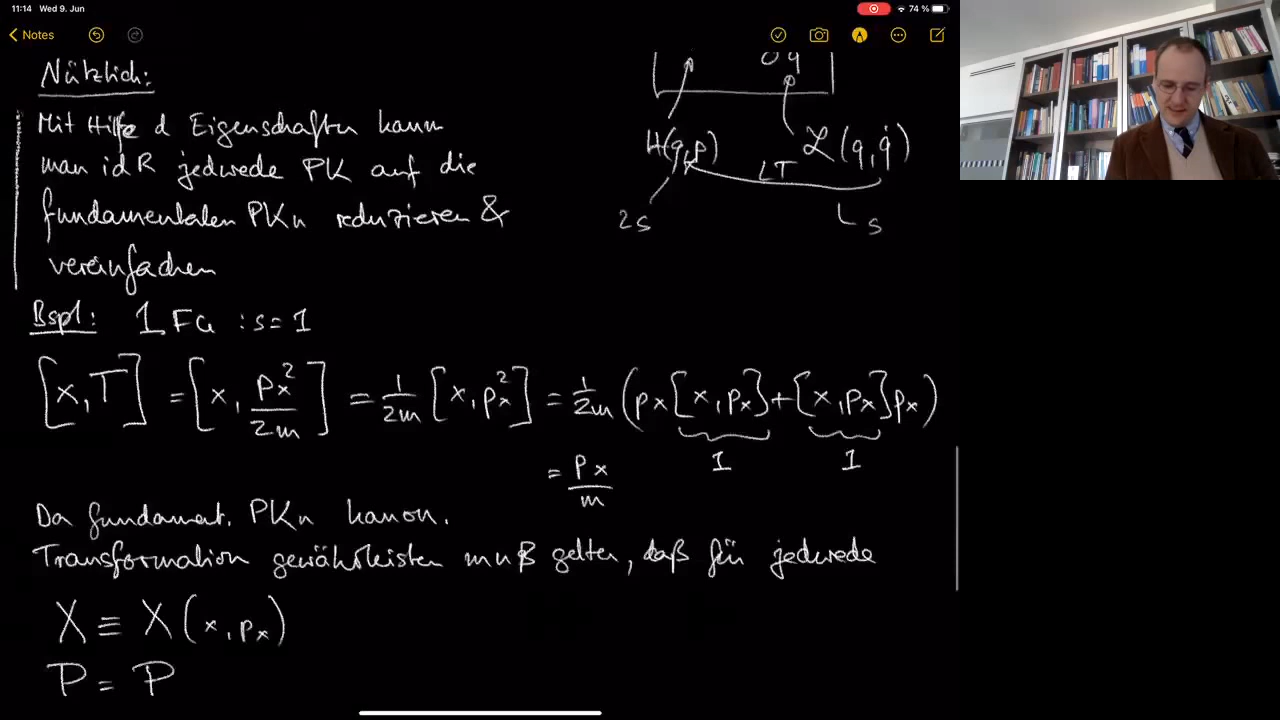 11:14 Wed 9. Jun
74 %
Notes
Nützlich:
Mit Hilfe d Eigenschaften kann
man idR jedwede PK auf die
fundamentalen PKn reduzieren &
vereinfachen
∂q
H(q,p) LT ℒ(q,q̇)
2s
s
Bspl: 1 FG : s=1
[x,T] = [x, px²/2m] = 1/2m [x,px²] = 1/2m (px[x,px]+[x,px]px)
1 1
= px/m
Da fundament. PKn kanon.
Transformation gewährleisten muß gelten, daß für jedwede
X ≡ X(x,px)
P = P